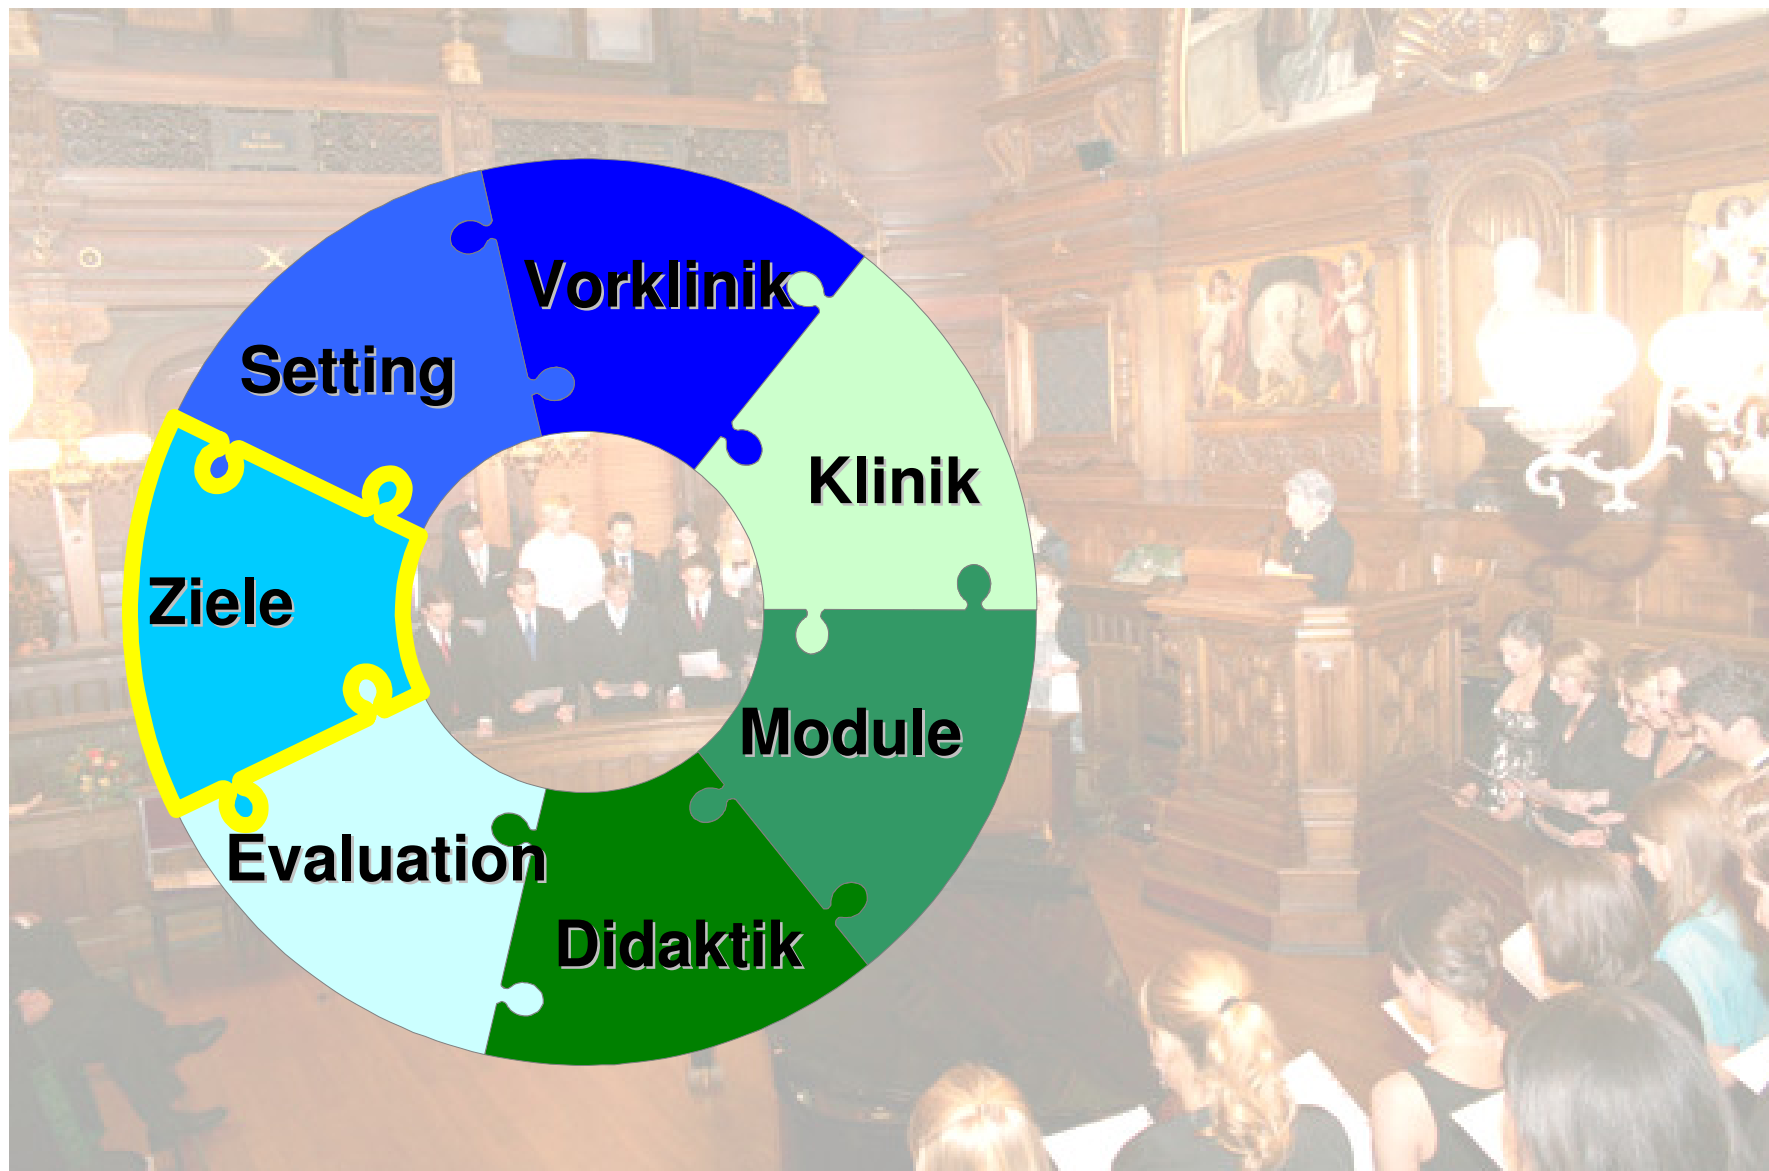 Vorklinik
Setting
Klinik
Ziele
Module
Evaluation
Didaktik